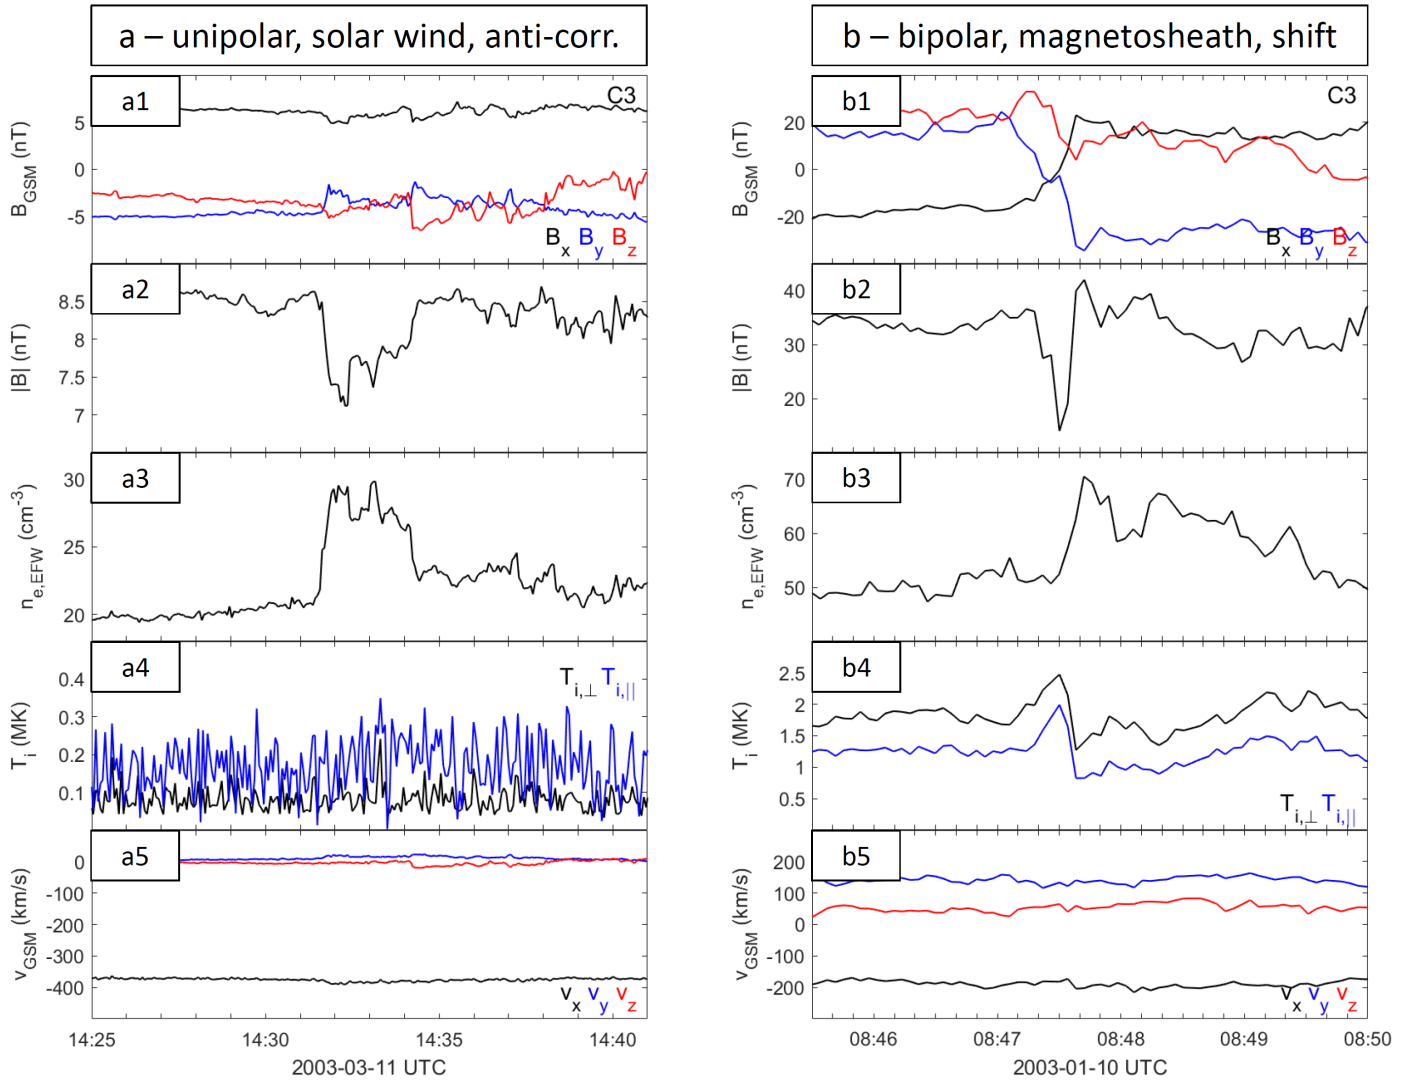 a – unipolar, solar wind, anti-corr.
b – bipolar, magnetosheath, shift
a1
C3
B_GSM (nT)
5
0
-5
B_x B_y B_z
a2
|B| (nT)
8.5
8
7.5
7
a3
n_e,EFW (cm^-3)
30
25
20
a4
T_i,⊥ T_i,||
T_i (MK)
0.4
0.3
0.2
0.1
a5
v_GSM (km/s)
0
-100
-200
-300
-400
v_x v_y v_z
14:25 14:30 14:35 14:40
2003-03-11 UTC
b1
C3
B_GSM (nT)
20
0
-20
B_x B_y B_z
b2
|B| (nT)
40
30
20
b3
n_e,EFW (cm^-3)
70
60
50
b4
T_i (MK)
2.5
2
1.5
1
0.5
T_i,⊥ T_i,||
b5
v_GSM (km/s)
200
100
0
-100
-200
v_x v_y v_z
08:46 08:47 08:48 08:49 08:50
2003-01-10 UTC